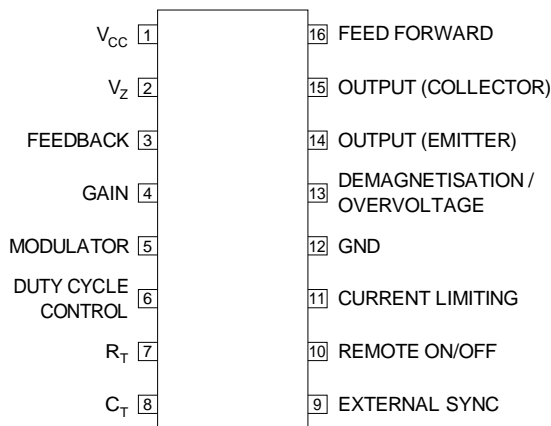 V_CC 1
16 FEED FORWARD
V_Z 2
15 OUTPUT (COLLECTOR)
FEEDBACK 3
14 OUTPUT (EMITTER)
GAIN 4
13 DEMAGNETISATION /
OVERVOLTAGE
MODULATOR 5
12 GND
DUTY CYCLE
CONTROL 6
11 CURRENT LIMITING
R_T 7
10 REMOTE ON/OFF
C_T 8
9 EXTERNAL SYNC